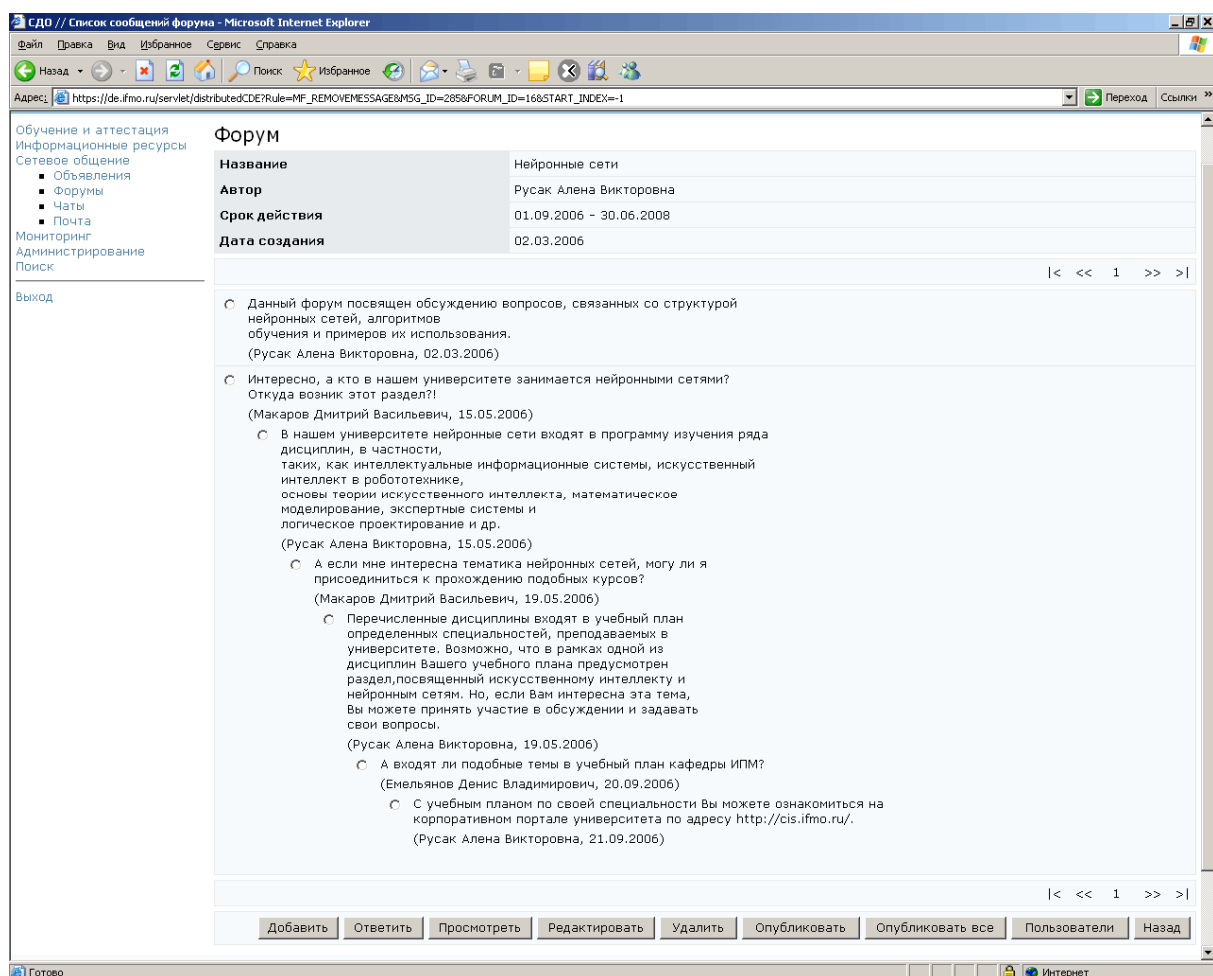 СДО // Список сообщений форума - Microsoft Internet Explorer
Файл Правка Вид Избранное Сервис Справка
Назад Поиск Избранное
Адрес: https://de.ifmo.ru/servlet/distributedCDE?Rule=MF_REMOVEMESSAGE&MSG_ID=285&FORUM_ID=16&START_INDEX=-1 Переход Ссылки »
Обучение и аттестация
Информационные ресурсы
Сетевое общение
Объявления
Форумы
Чаты
Почта
Мониторинг
Администрирование
Поиск
Выход
Форум
Название Нейронные сети
Автор Русак Алена Викторовна
Срок действия 01.09.2006 - 30.06.2008
Дата создания 02.03.2006
|< << 1 >> >|
Данный форум посвящен обсуждению вопросов, связанных со структурой
нейронных сетей, алгоритмов
обучения и примеров их использования.
(Русак Алена Викторовна, 02.03.2006)
Интересно, а кто в нашем университете занимается нейронными сетями?
Откуда возник этот раздел?!
(Макаров Дмитрий Васильевич, 15.05.2006)
В нашем университете нейронные сети входят в программу изучения ряда
дисциплин, в частности,
таких, как интеллектуальные информационные системы, искусственный
интеллект в робототехнике,
основы теории искусственного интеллекта, математическое
моделирование, экспертные системы и
логическое проектирование и др.
(Русак Алена Викторовна, 15.05.2006)
А если мне интересна тематика нейронных сетей, могу ли я
присоединиться к прохождению подобных курсов?
(Макаров Дмитрий Васильевич, 19.05.2006)
Перечисленные дисциплины входят в учебный план
определенных специальностей, преподаваемых в
университете. Возможно, что в рамках одной из
дисциплин Вашего учебного плана предусмотрен
раздел,посвященный искусственному интеллекту и
нейронным сетям. Но, если Вам интересна эта тема,
Вы можете принять участие в обсуждении и задавать
свои вопросы.
(Русак Алена Викторовна, 19.05.2006)
А входят ли подобные темы в учебный план кафедры ИПМ?
(Емельянов Денис Владимирович, 20.09.2006)
С учебным планом по своей специальности Вы можете ознакомиться на
корпоративном портале университета по адресу http://cis.ifmo.ru/.
(Русак Алена Викторовна, 21.09.2006)
|< << 1 >> >|
Добавить Ответить Просмотреть Редактировать Удалить Опубликовать Опубликовать все Пользователи Назад
Готово Интернет